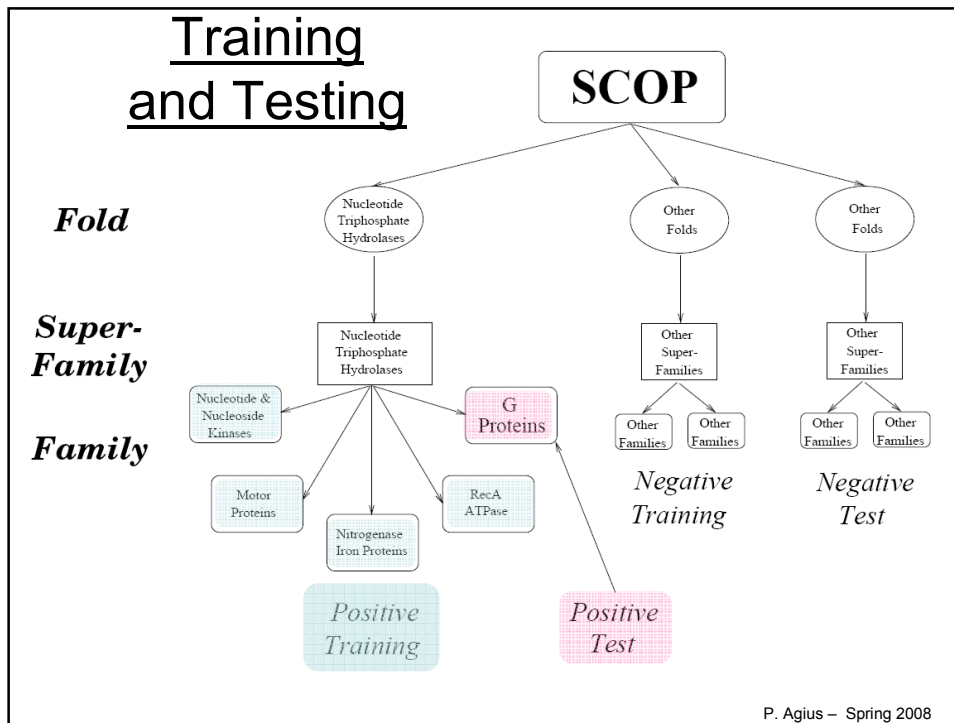 Training
and Testing
SCOP
Fold
Nucleotide
Triphosphate
Hydrolases
Other
Folds
Other
Folds
Super-
Family
Nucleotide
Triphosphate
Hydrolases
Other
Super-
Families
Other
Super-
Families
Family
Nucleotide &
Nucleoside
Kinases
G
Proteins
Other
Families
Other
Families
Other
Families
Other
Families
Motor
Proteins
Nitrogenase
Iron Proteins
RecA
ATPase
Negative
Training
Negative
Test
Positive
Training
Positive
Test
P. Agius – Spring 2008